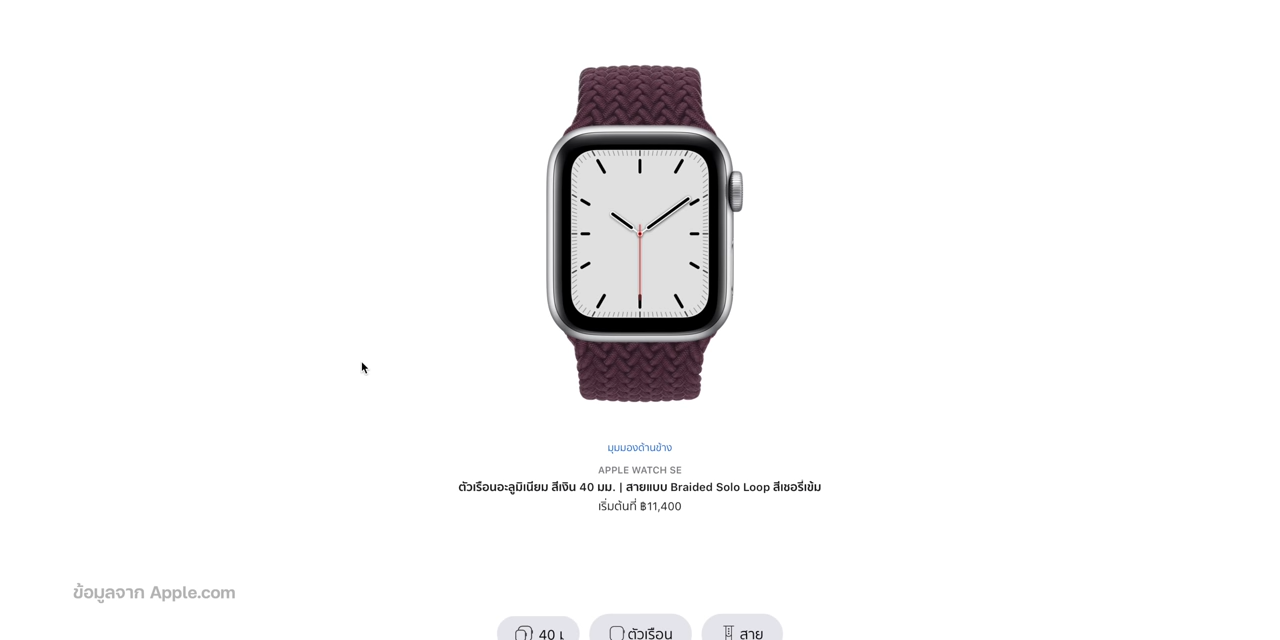 มุมมองด้านข้าง
APPLE WATCH SE
ตัวเรือนอะลูมิเนียม สีเงิน 40 มม. | สายแบบ Braided Solo Loop สีเชอรี่เข้ม
เริ่มต้นที่ ฿11,400
ข้อมูลจาก Apple.com
40 ม
ตัวเรือน
สาย